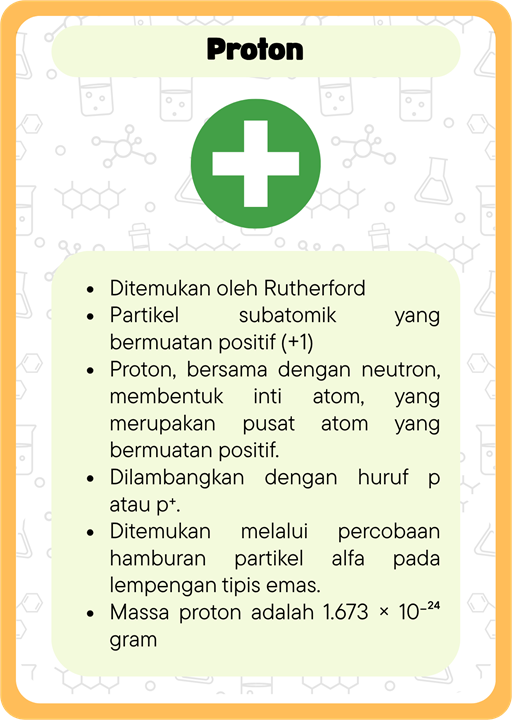 Proton
• Ditemukan oleh Rutherford
• Partikel subatomik yang
bermuatan positif (+1)
• Proton, bersama dengan neutron,
membentuk inti atom, yang
merupakan pusat atom yang
bermuatan positif.
• Dilambangkan dengan huruf p
atau p⁺.
• Ditemukan melalui percobaan
hamburan partikel alfa pada
lempengan tipis emas.
• Massa proton adalah 1.673 × 10⁻²⁴
gram